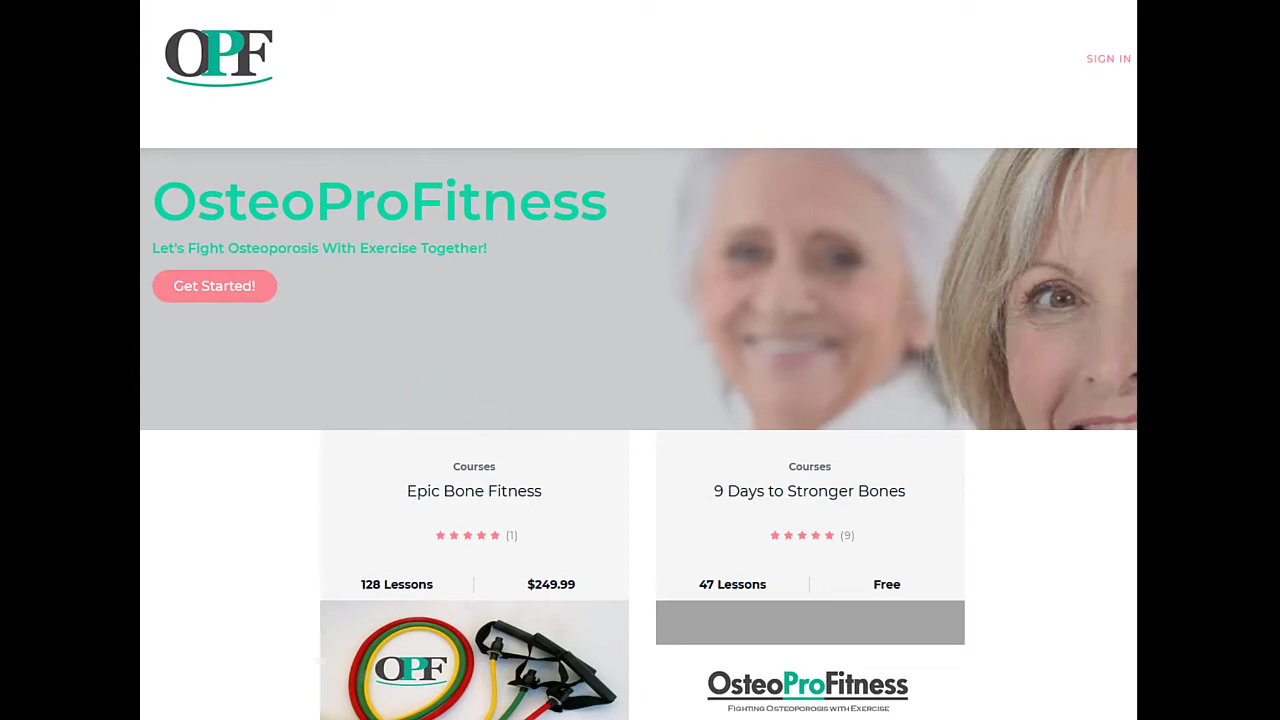 OPF
SIGN IN
OsteoProFitness
Let's Fight Osteoporosis With Exercise Together!
Get Started!
Courses
Epic Bone Fitness
(1)
128 Lessons
$249.99
Courses
9 Days to Stronger Bones
(9)
47 Lessons
Free
OPF
OsteoProFitness
Fighting Osteoporosis with Exercise